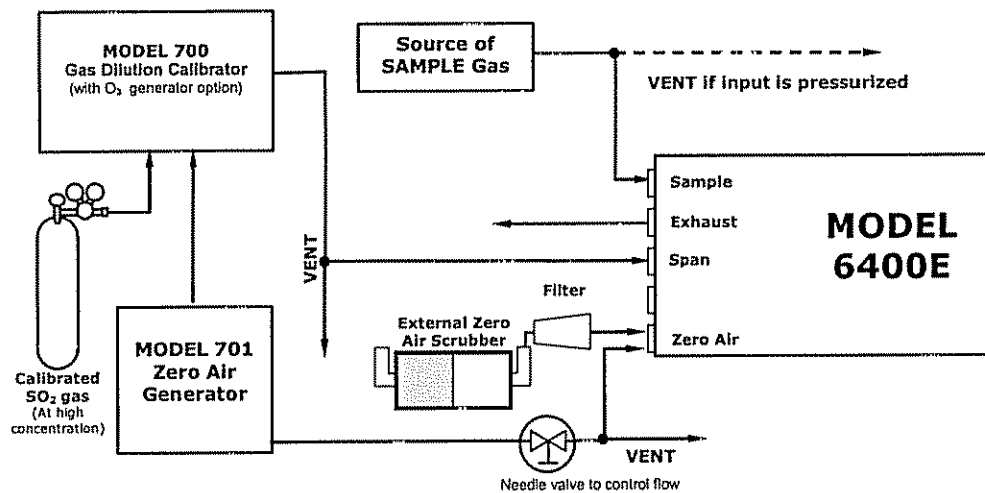 MODEL 700
Gas Dilution Calibrator
(with O₃ generator option)
Source of
SAMPLE Gas
VENT if input is pressurized
Sample
Exhaust
Span
Zero Air
MODEL
6400E
VENT
Filter
External Zero
Air Scrubber
MODEL 701
Zero Air
Generator
Calibrated
SO₂ gas
(At high
concentration)
VENT
Needle valve to control flow